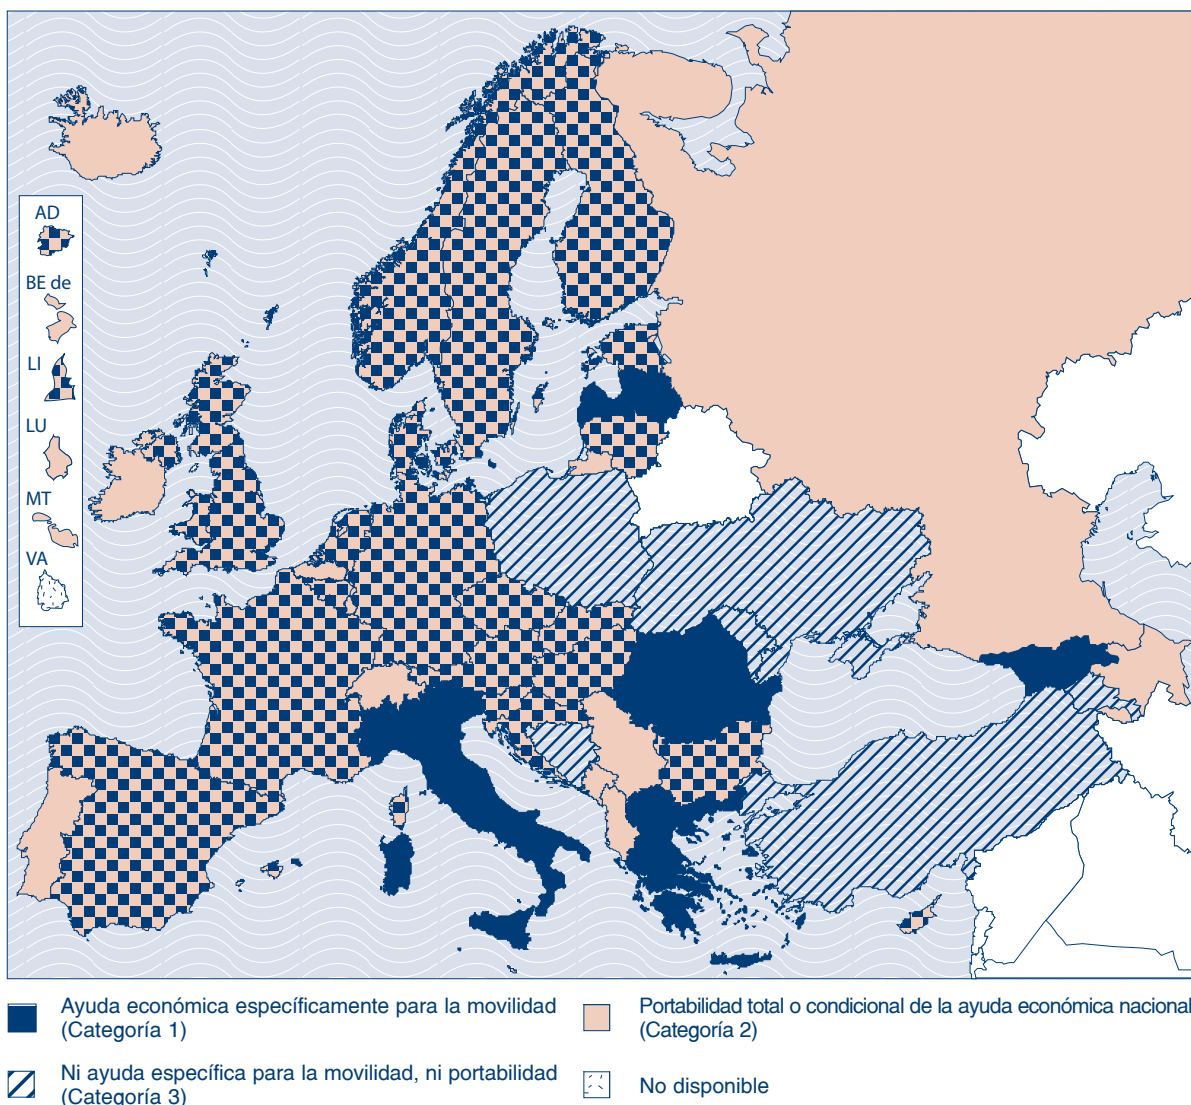 AD
BE de
LI
LU
MT
VA
Ayuda económica específicamente para la movilidad
(Categoría 1)
Portabilidad total o condicional de la ayuda económica nacional
(Categoría 2)
Ni ayuda específica para la movilidad, ni portabilidad
(Categoría 3)
No disponible